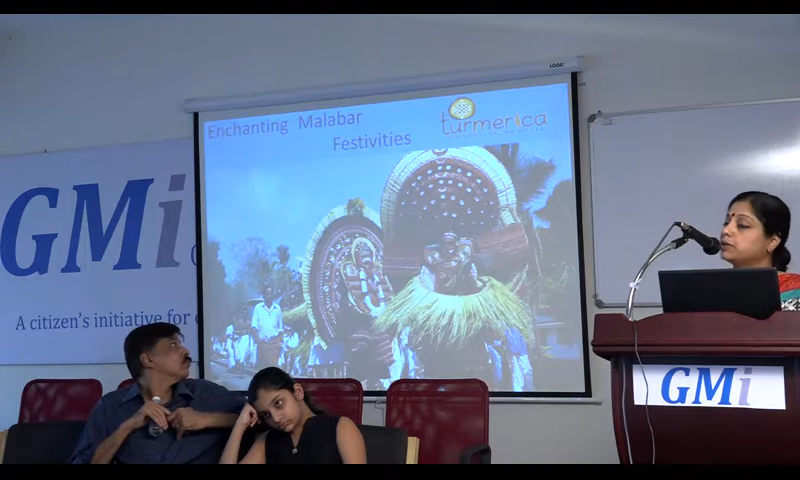 LOGIC
Enchanting Malabar
Festivities
turmerica
GMi
A citizen's initiative for
GMi